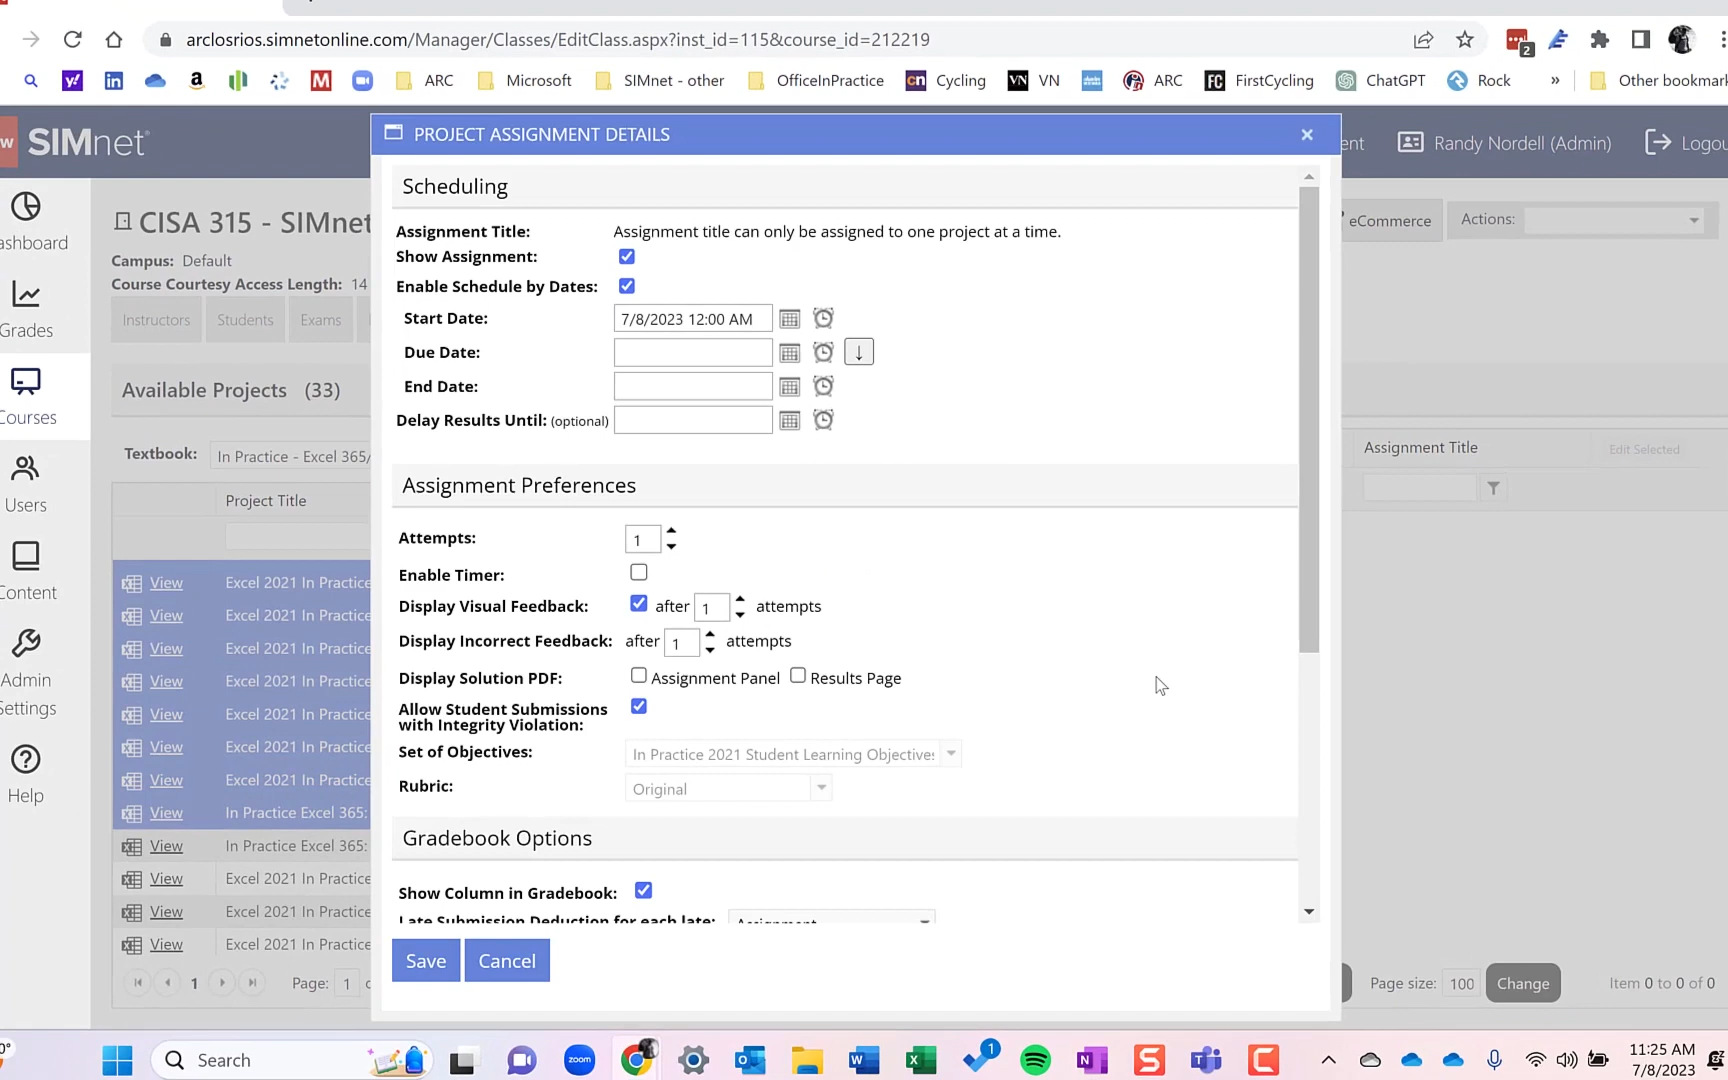 arclosrios.simnetonline.com/Manager/Classes/EditClass.aspx?inst_id=115&course_id=212219
2
ARC Microsoft SIMnet - other OfficeInPractice Cycling VN ARC FirstCycling ChatGPT Rock » Other bookmar
SIMnet
PROJECT ASSIGNMENT DETAILS
ent Randy Nordell (Admin) Logou
Scheduling
ashboard
CISA 315 - SIMnet
Campus: Default
Course Courtesy Access Length: 14
Instructors Students Exams
eCommerce Actions:
Assignment Title: Assignment title can only be assigned to one project at a time.
Show Assignment:
Enable Schedule by Dates:
Start Date: 7/8/2023 12:00 AM
Due Date: ↓
End Date:
Delay Results Until: (optional)
Grades
Courses
Users
Content
Admin
Settings
Help
Available Projects (33)
Textbook: In Practice - Excel 365/
Project Title
Assignment Title Edit Selected
View Excel 2021 In Practice
View Excel 2021 In Practice
View Excel 2021 In Practice
View Excel 2021 In Practice
View Excel 2021 In Practice
View Excel 2021 In Practice
View Excel 2021 In Practice
View In Practice Excel 365:
View In Practice Excel 365:
View Excel 2021 In Practice
View Excel 2021 In Practice
View Excel 2021 In Practice
1 Page: 1
Assignment Preferences
Attempts: 1
Enable Timer:
Display Visual Feedback: after 1 attempts
Display Incorrect Feedback: after 1 attempts
Display Solution PDF: Assignment Panel Results Page
Allow Student Submissions
with Integrity Violation:
Set of Objectives: In Practice 2021 Student Learning Objective
Rubric: Original
Gradebook Options
Show Column in Gradebook:
Late Submission Deduction for each late: Assignment
Save Cancel
Page size: 100 Change Item 0 to 0 of 0
Search
zoom
1
11:25 AM
7/8/2023